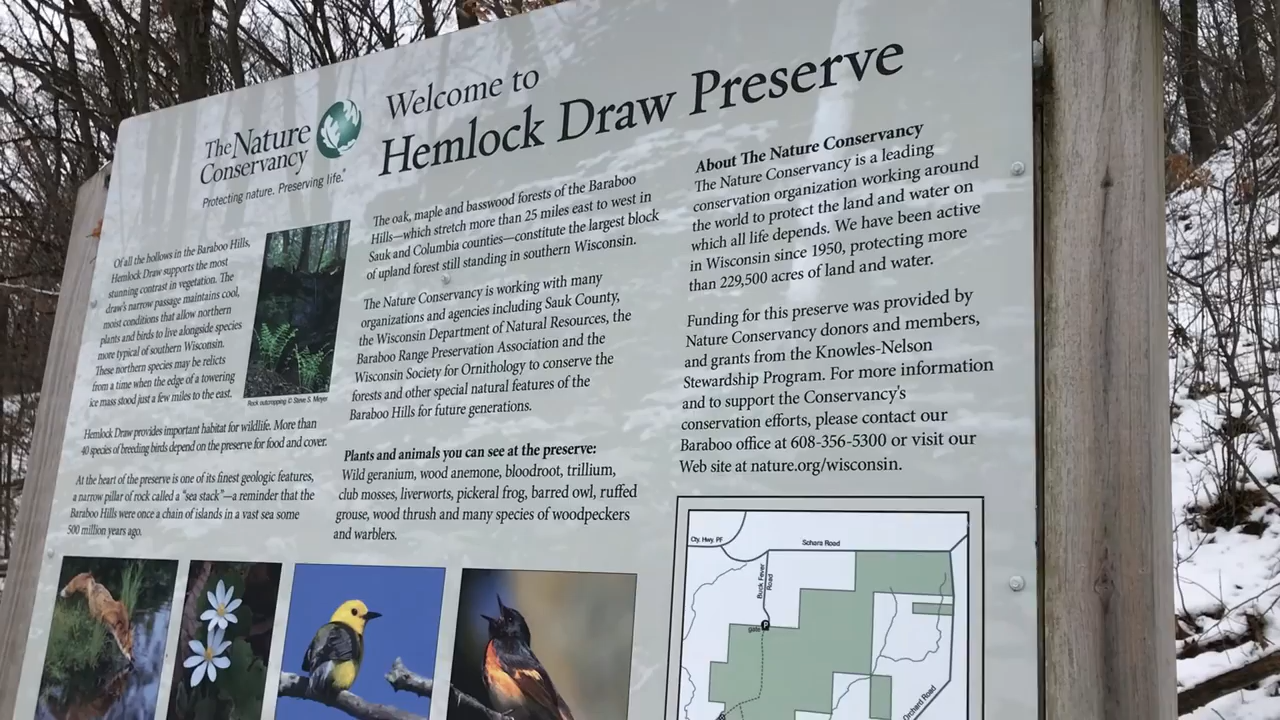 The Nature
Conservancy
Protecting nature. Preserving life.®
Welcome to
Hemlock Draw Preserve
Of all the hollows in the Baraboo Hills,
Hemlock Draw supports the most
stunning contrast in vegetation. The
draw's narrow passage maintains cool,
moist conditions that allow northern
plants and birds to live alongside species
more typical of southern Wisconsin.
These northern species may be relicts
from a time when the edge of a towering
ice mass stood just a few miles to the east.
Rock outcropping © Steve S. Meyer
Hemlock Draw provides important habitat for wildlife. More than
40 species of breeding birds depend on the preserve for food and cover.
At the heart of the preserve is one of its finest geologic features,
a narrow pillar of rock called a "sea stack"—a reminder that the
Baraboo Hills were once a chain of islands in a vast sea some
500 million years ago.
The oak, maple and basswood forests of the Baraboo
Hills—which stretch more than 25 miles east to west in
Sauk and Columbia counties—constitute the largest block
of upland forest still standing in southern Wisconsin.
The Nature Conservancy is working with many
organizations and agencies including Sauk County,
the Wisconsin Department of Natural Resources, the
Baraboo Range Preservation Association and the
Wisconsin Society for Ornithology to conserve the
forests and other special natural features of the
Baraboo Hills for future generations.
Plants and animals you can see at the preserve:
Wild geranium, wood anemone, bloodroot, trillium,
club mosses, liverworts, pickeral frog, barred owl, ruffed
grouse, wood thrush and many species of woodpeckers
and warblers.
About The Nature Conservancy
The Nature Conservancy is a leading
conservation organization working around
the world to protect the land and water on
which all life depends. We have been active
in Wisconsin since 1950, protecting more
than 229,500 acres of land and water.
Funding for this preserve was provided by
Nature Conservancy donors and members,
and grants from the Knowles-Nelson
Stewardship Program. For more information
and to support the Conservancy's
conservation efforts, please contact our
Baraboo office at 608-356-5300 or visit our
Web site at nature.org/wisconsin.
Cty. Hwy. PF
Schara Road
Buck Fever
Road
gate
P
Orchard Road